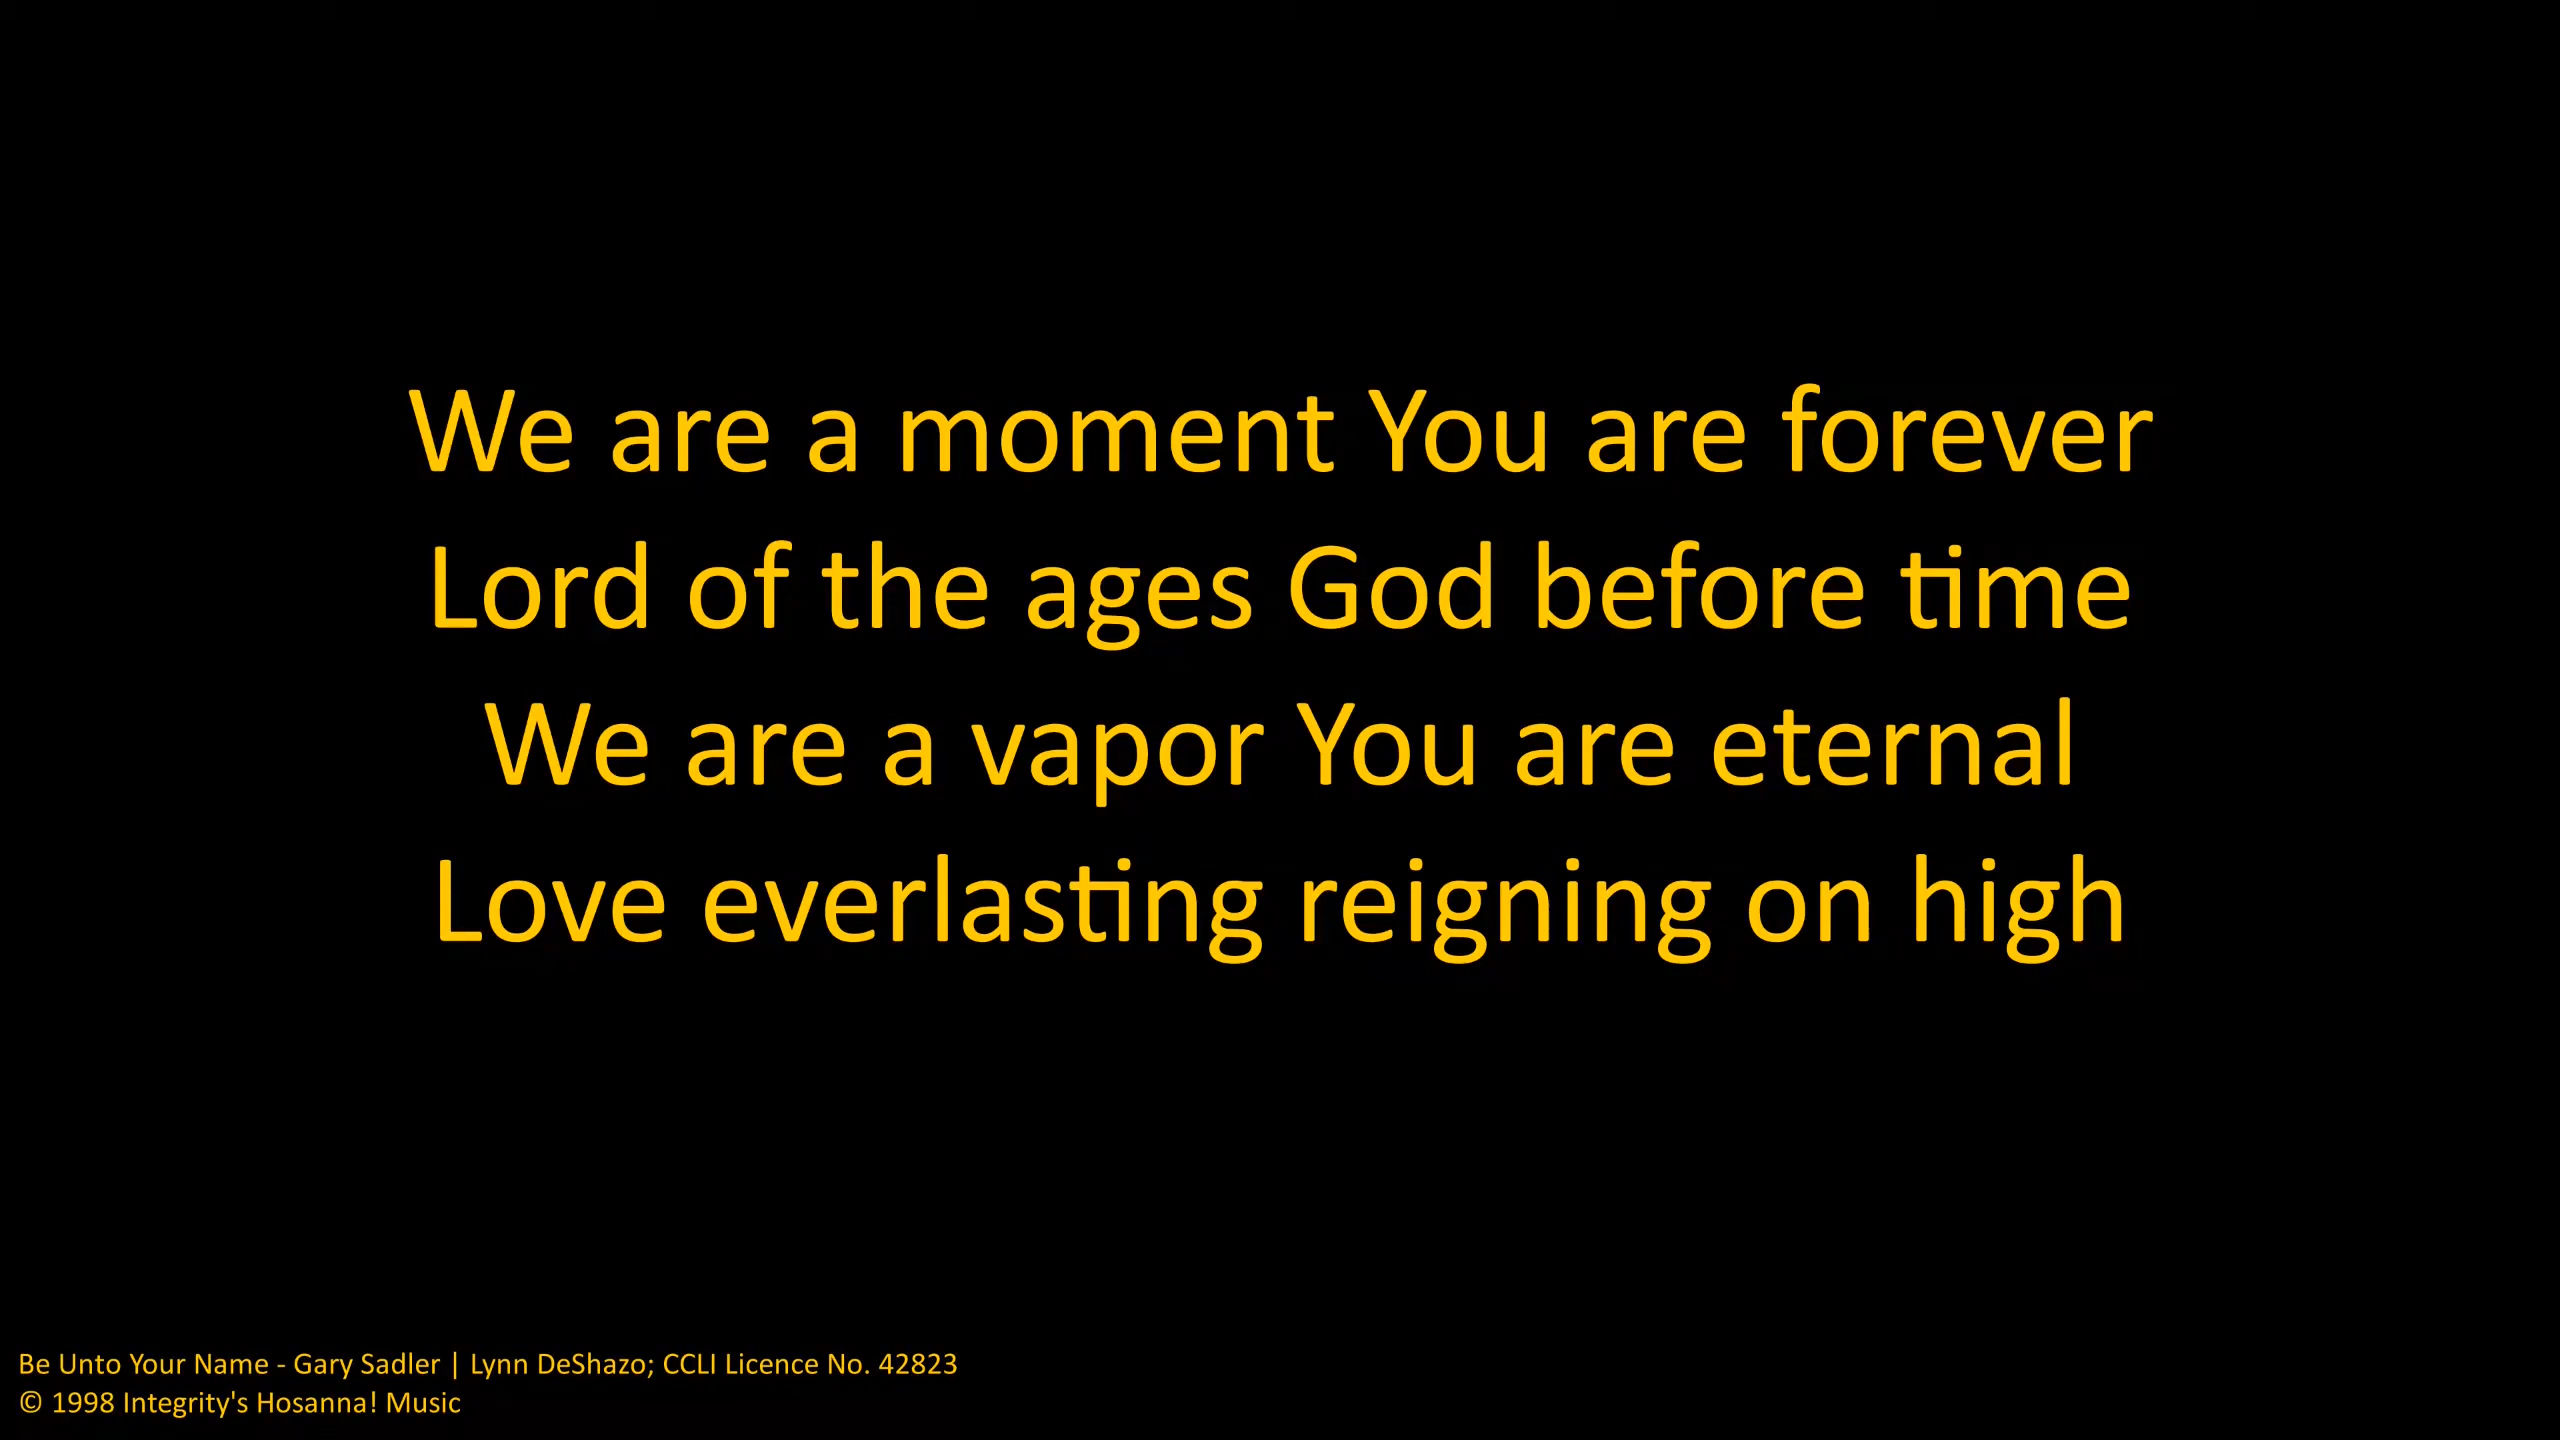 We are a moment You are forever
Lord of the ages God before time
We are a vapor You are eternal
Love everlasting reigning on high
Be Unto Your Name - Gary Sadler | Lynn DeShazo; CCLI Licence No. 42823
© 1998 Integrity's Hosanna! Music